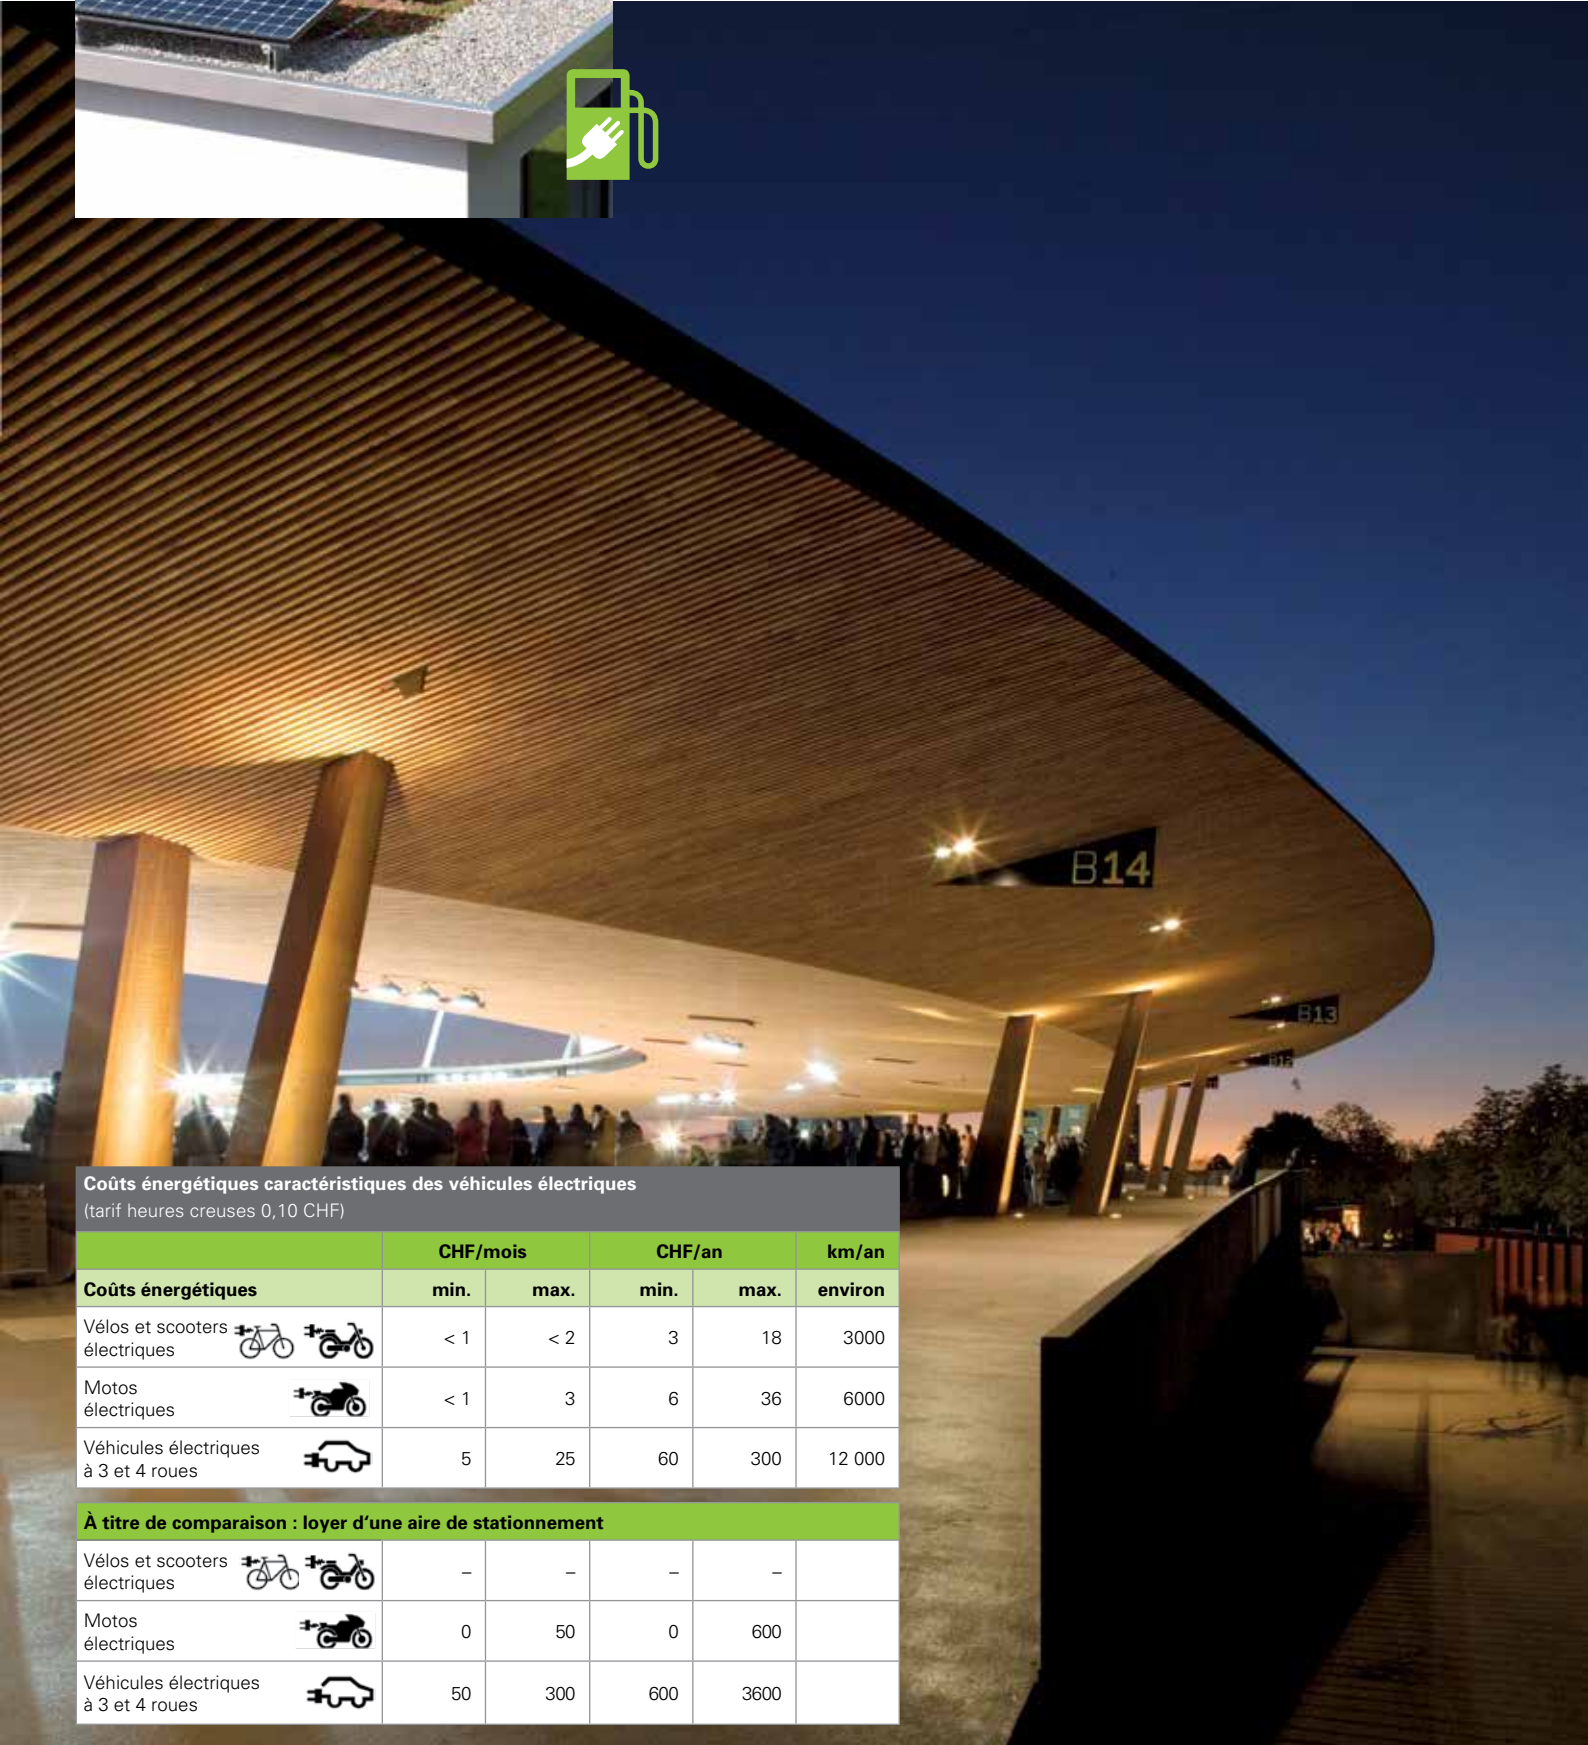 B14
B13
B12
Coûts énergétiques caractéristiques des véhicules électriques
(tarif heures creuses 0,10 CHF)
CHF/mois CHF/an km/an
Coûts énergétiques min. max. min. max. environ
Vélos et scooters
électriques < 1 < 2 3 18 3000
Motos
électriques < 1 3 6 36 6000
Véhicules électriques
à 3 et 4 roues 5 25 60 300 12 000
À titre de comparaison : loyer d‘une aire de stationnement
Vélos et scooters
électriques – – – –
Motos
électriques 0 50 0 600
Véhicules électriques
à 3 et 4 roues 50 300 600 3600